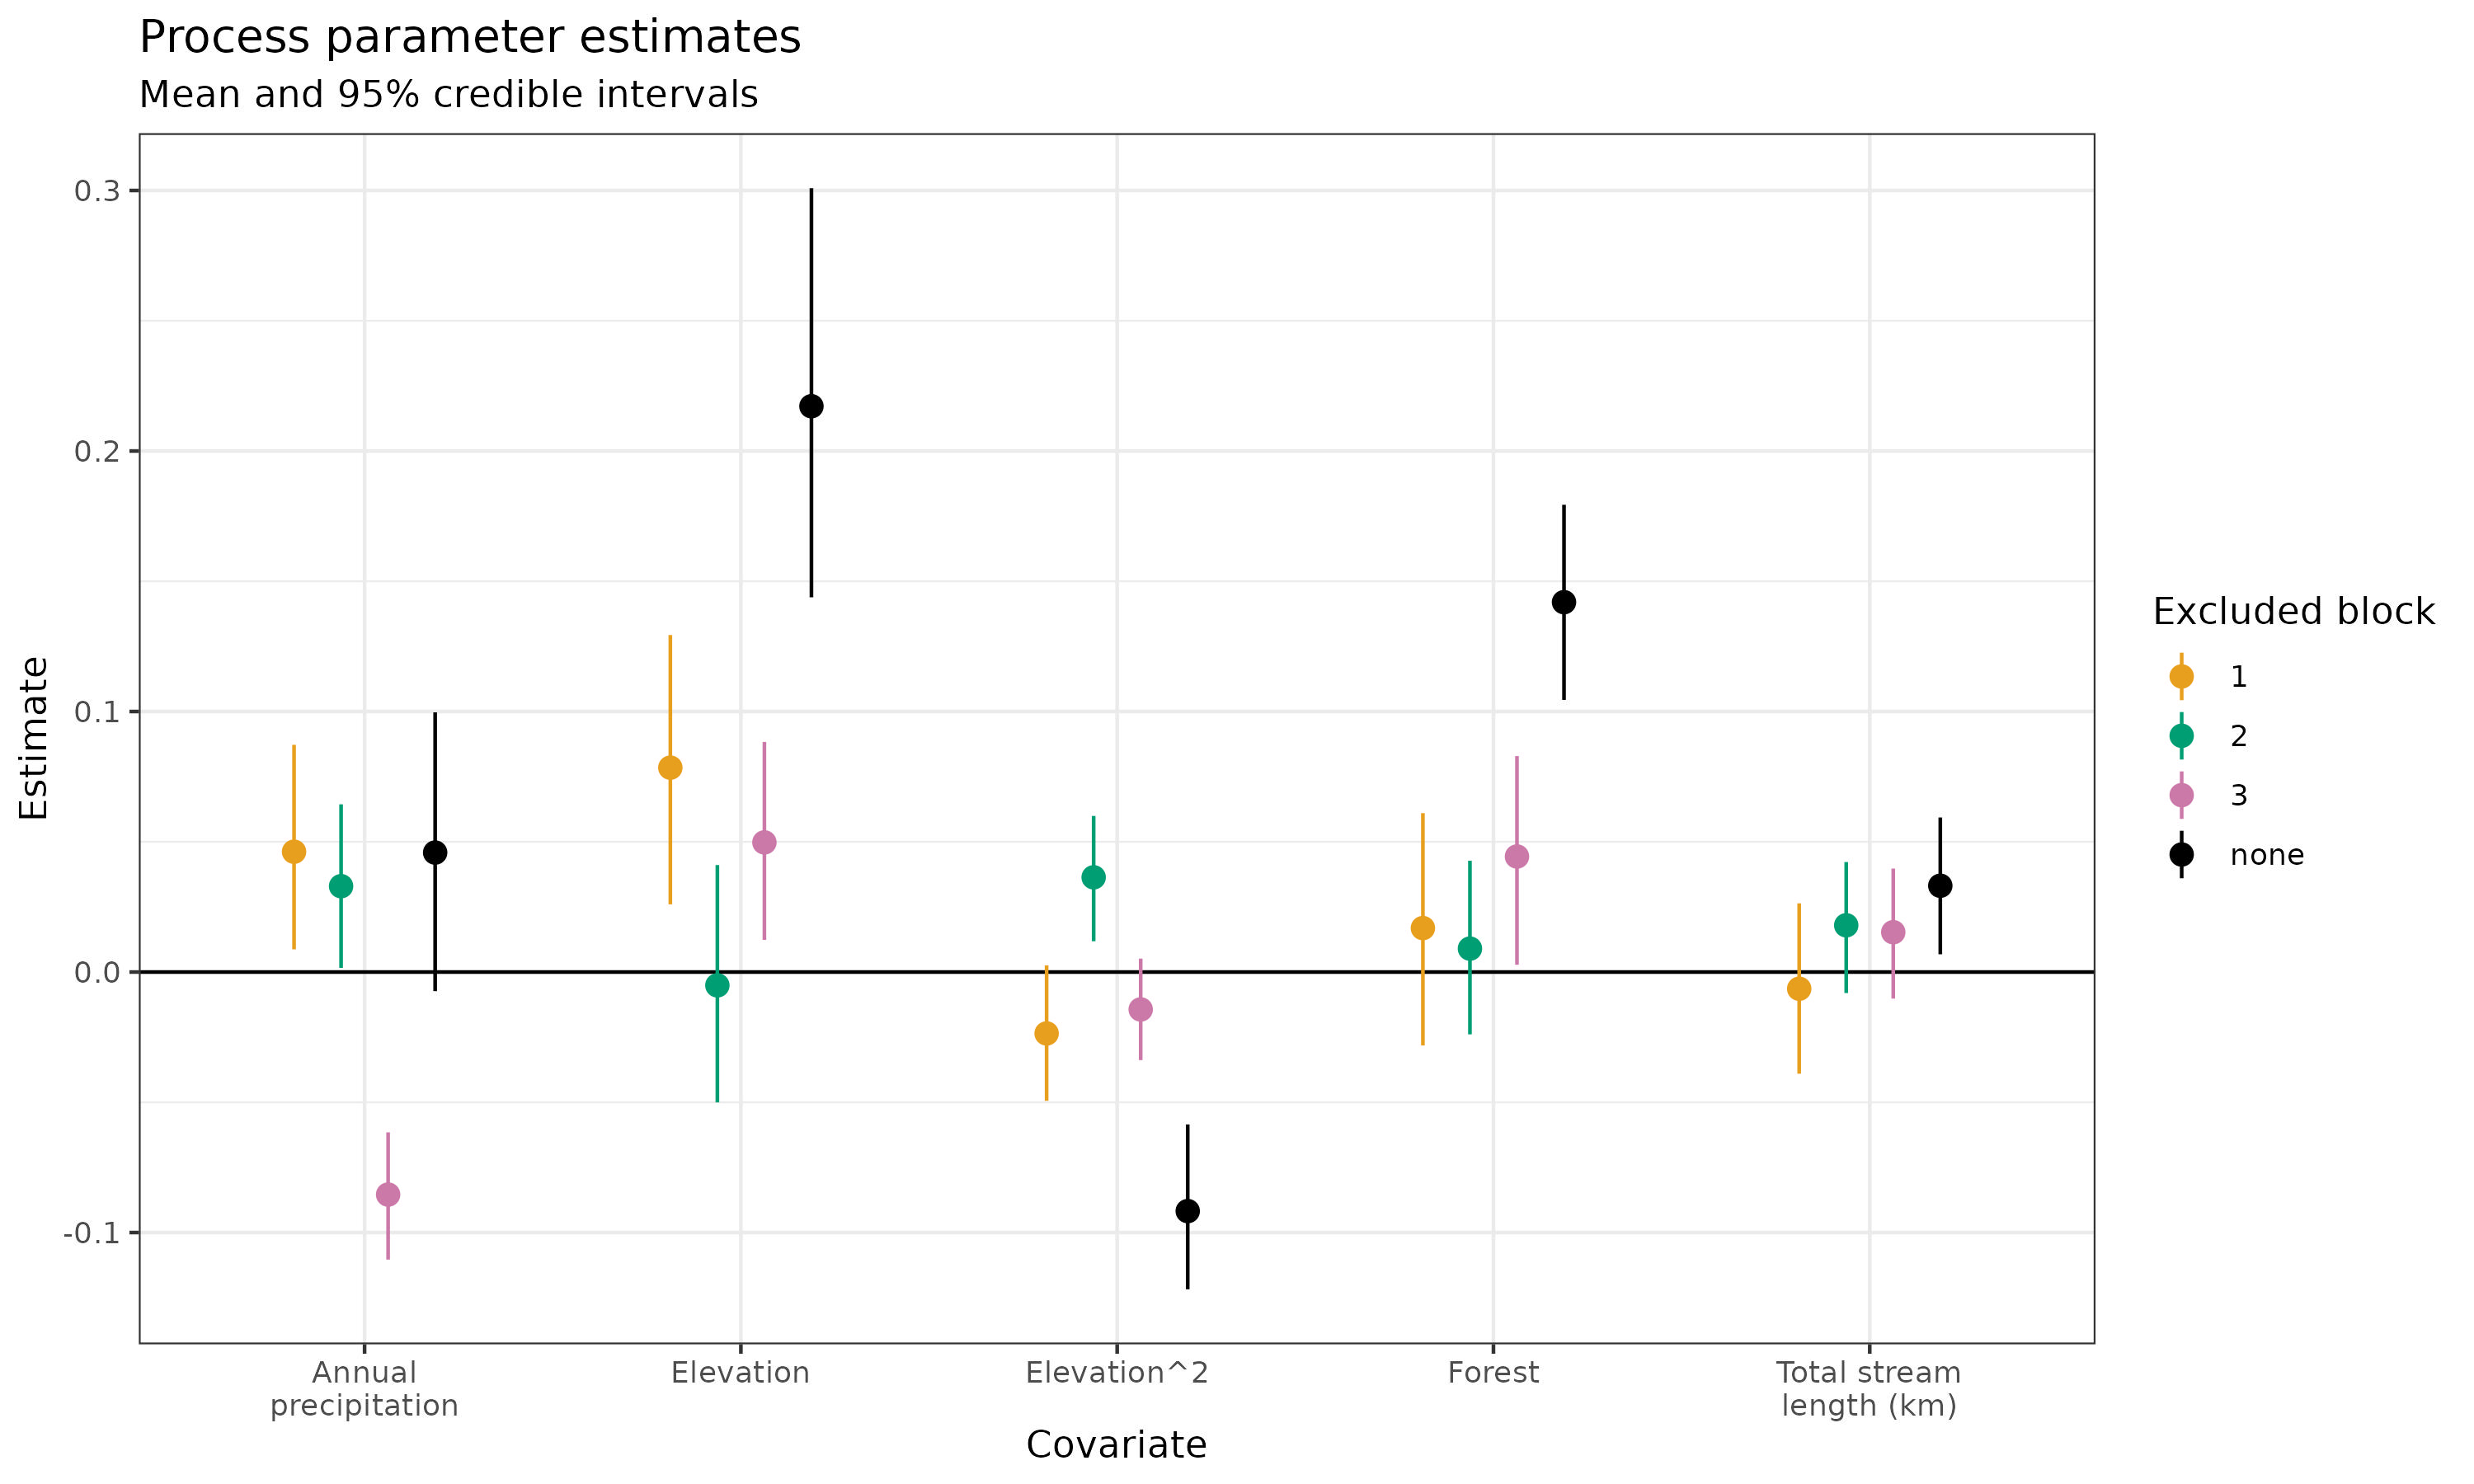 Process parameter estimates
Mean and 95% credible intervals
Estimate
0.3
0.2
0.1
0.0
-0.1
Annual
precipitation
Elevation
Elevation^2
Forest
Total stream
length (km)
Covariate
Excluded block
1
2
3
none